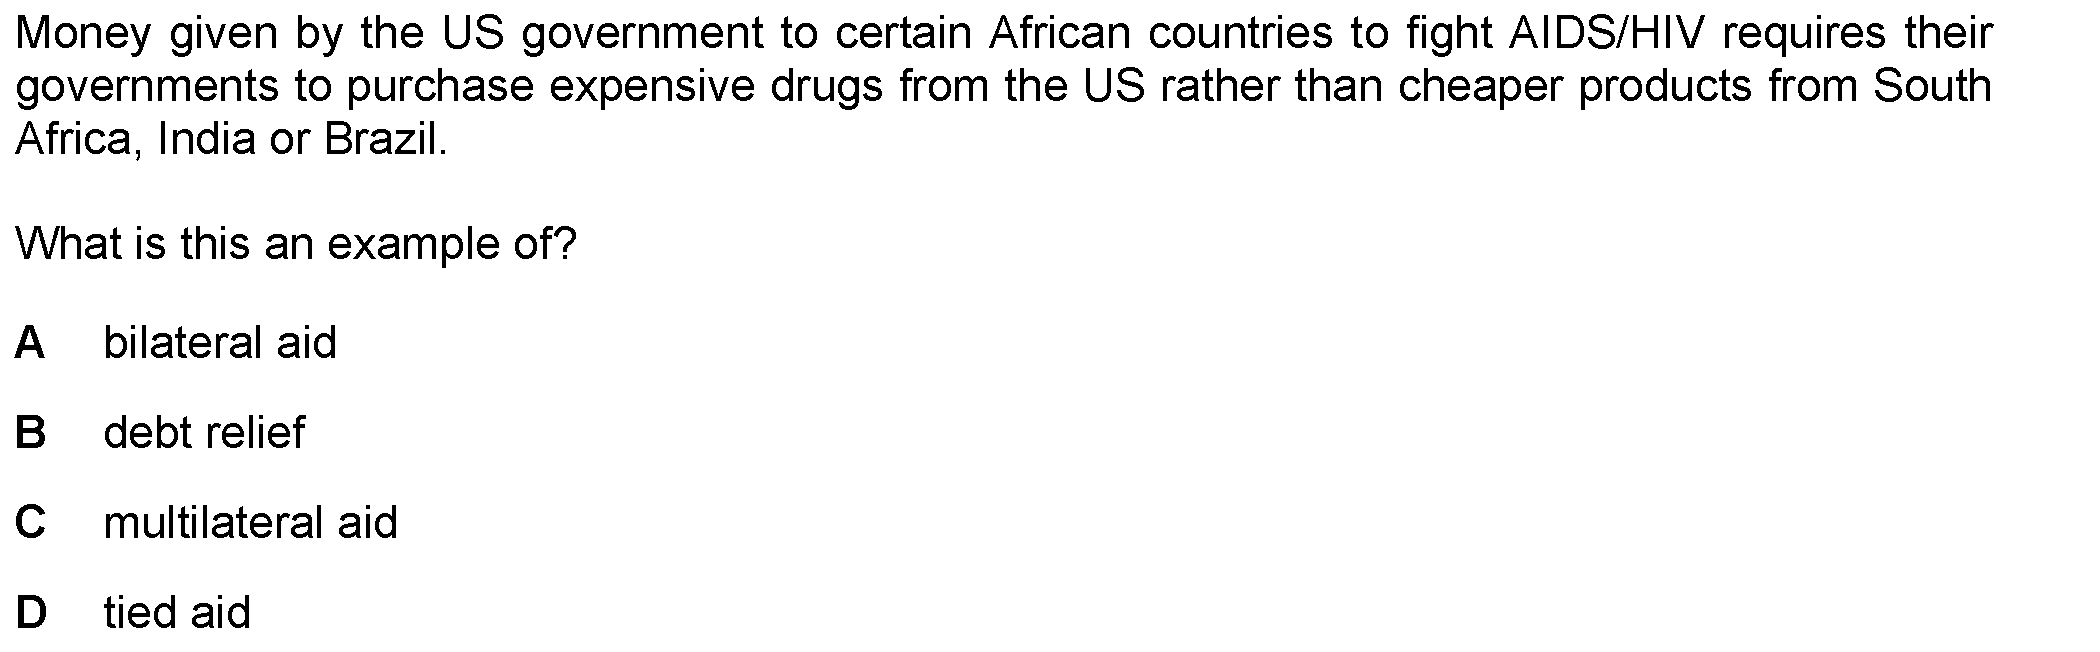 Money given by the US government to certain African countries to fight AIDS/HIV requires their
governments to purchase expensive drugs from the US rather than cheaper products from South
Africa, India or Brazil.
What is this an example of?
A bilateral aid
B debt relief
C multilateral aid
D tied aid